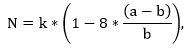 N = k * (1 − 8 * (a − b)/b),